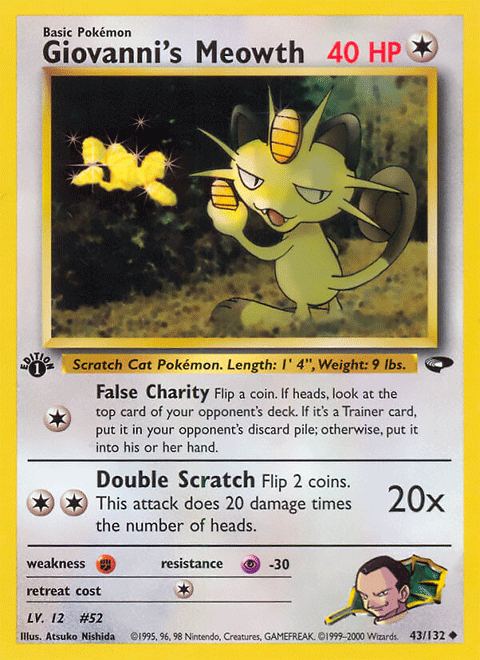 Basic Pokémon
Giovanni's Meowth 40 HP
EDITION
1
Scratch Cat Pokémon. Length: 1' 4", Weight: 9 lbs.
False Charity Flip a coin. If heads, look at the
top card of your opponent's deck. If it's a Trainer card,
put it in your opponent's discard pile; otherwise, put it
into his or her hand.
Double Scratch Flip 2 coins.
This attack does 20 damage times
the number of heads.
20x
weakness resistance -30
retreat cost
LV. 12 #52
Illus. Atsuko Nishida ©1995, 96, 98 Nintendo, Creatures, GAMEFREAK. ©1999-2000 Wizards. 43/132